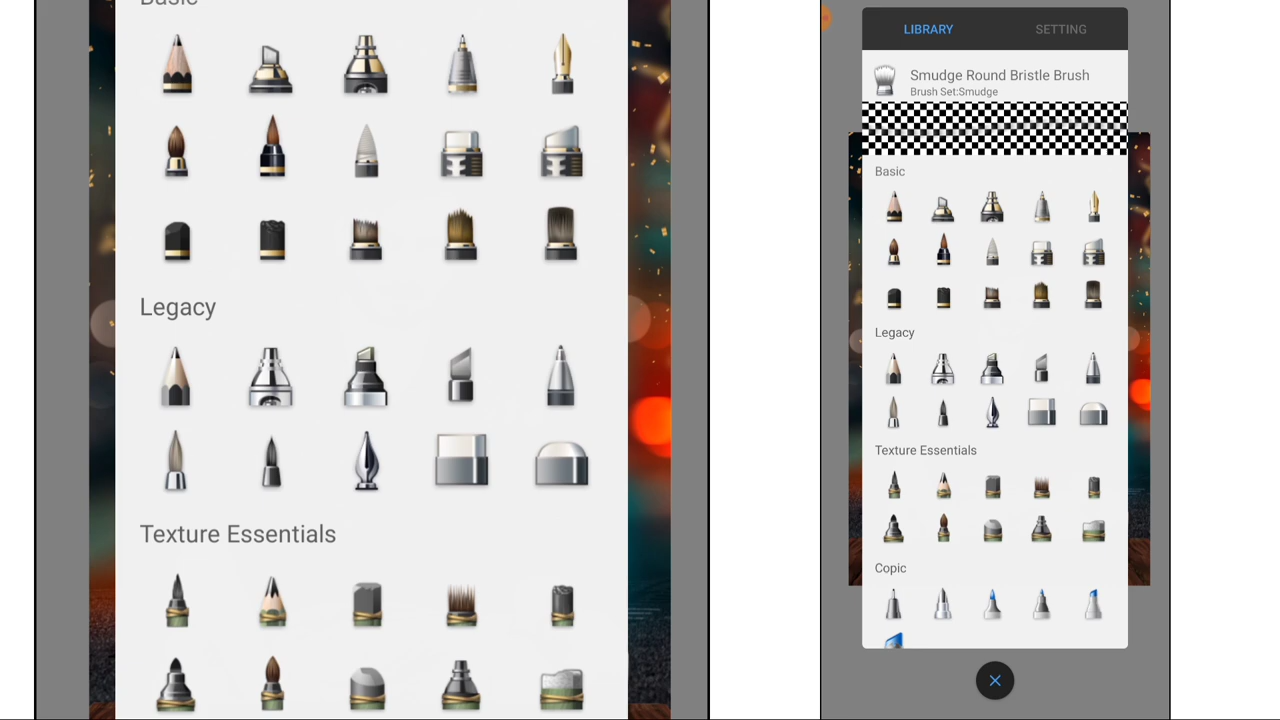 Basic
Legacy
Texture Essentials
LIBRARY
SETTING
Smudge Round Bristle Brush
Brush Set:Smudge
Basic
Legacy
Texture Essentials
Copic